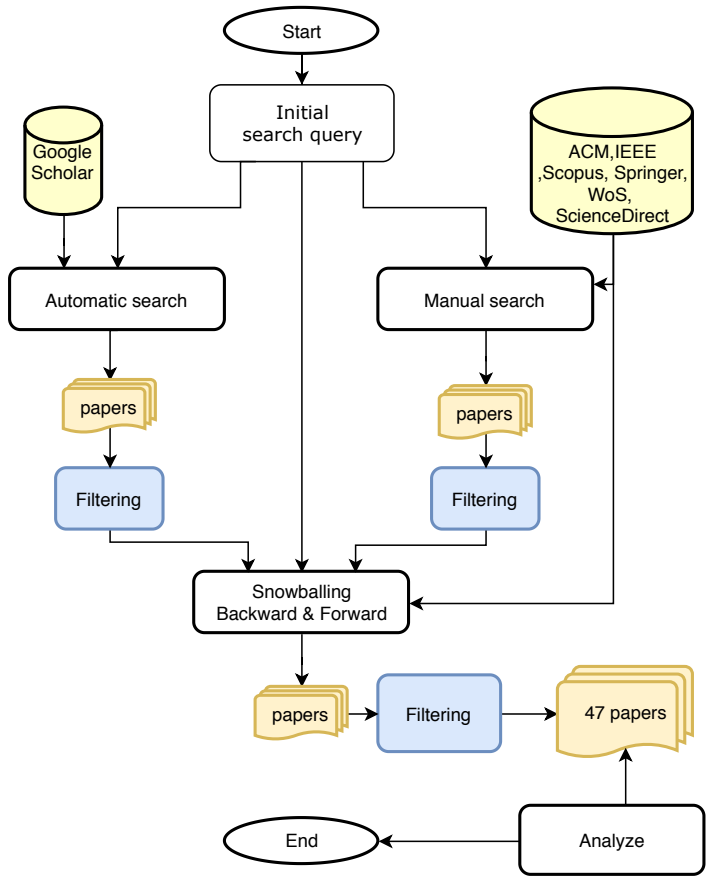 Start
Initial
search query
Google
Scholar
ACM,IEEE
,Scopus, Springer,
WoS,
ScienceDirect
Automatic search
Manual search
papers
papers
Filtering
Filtering
Snowballing
Backward & Forward
papers
Filtering
47 papers
End
Analyze